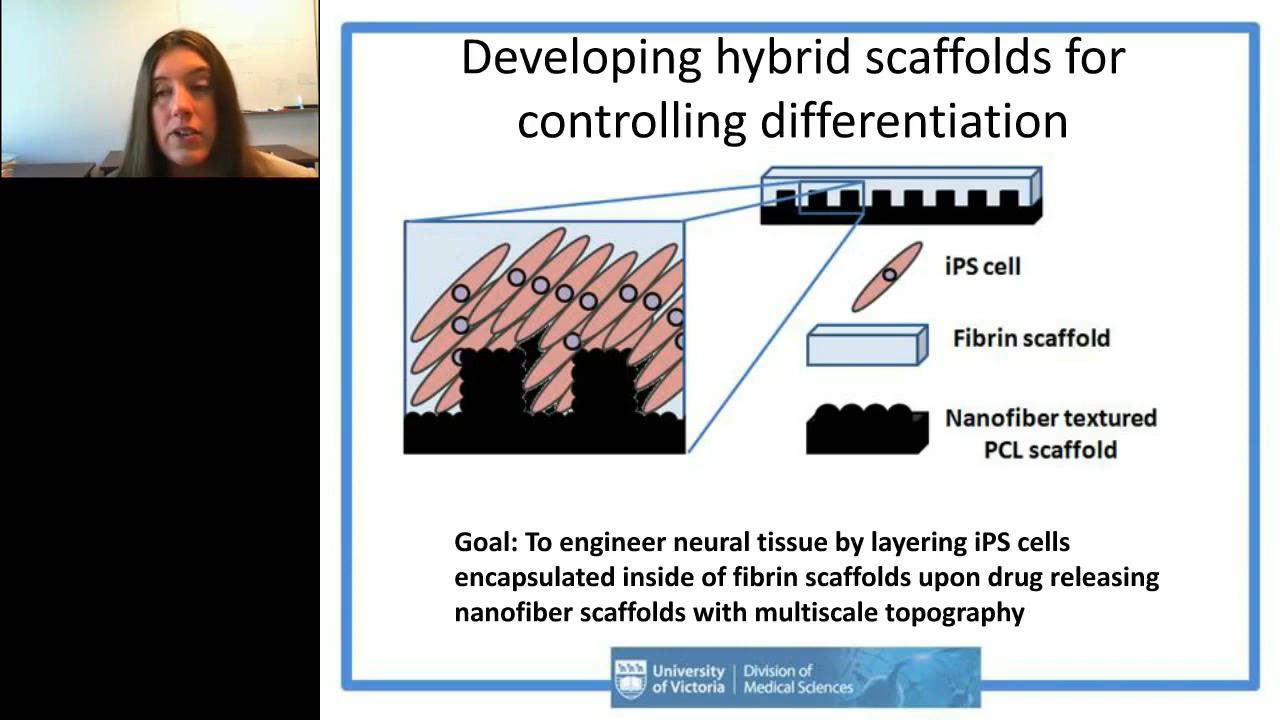 Developing hybrid scaffolds for
controlling differentiation
iPS cell
Fibrin scaffold
Nanofiber textured
PCL scaffold
Goal: To engineer neural tissue by layering iPS cells
encapsulated inside of fibrin scaffolds upon drug releasing
nanofiber scaffolds with multiscale topography
University
of Victoria
Division of
Medical Sciences